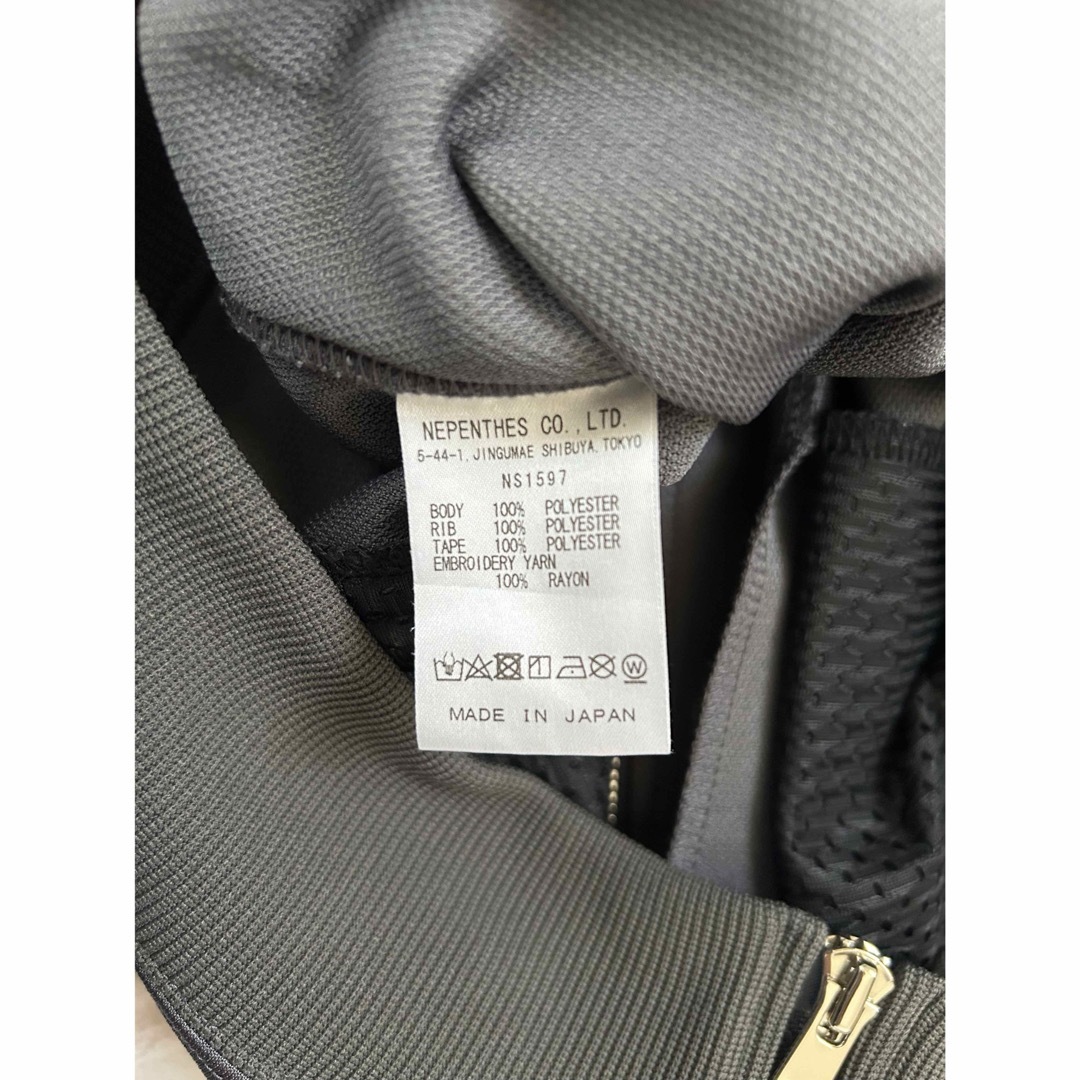 NEPENTHES CO.,LTD.
5-44-1, JINGUMAE SHIBUYA, TOKYO
NS1597
BODY 100% POLYESTER
RIB 100% POLYESTER
TAPE 100% POLYESTER
EMBROIDERY YARN
100% RAYON
W
MADE IN JAPAN